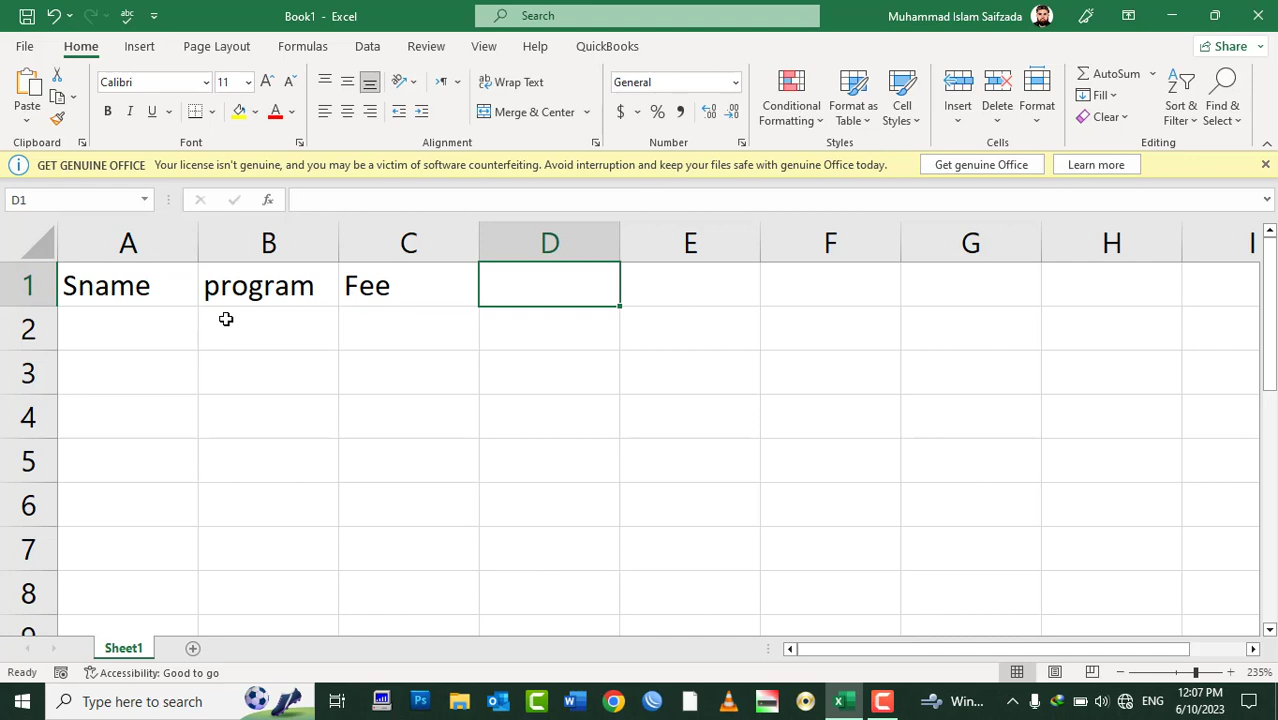 Book1 - Excel
Search
Muhammad Islam Saifzada
File Home Insert Page Layout Formulas Data Review View Help QuickBooks Share
Paste
Calibri 11
B I U
Wrap Text
Merge & Center
General
$ % ,
Conditional Formatting
Format as Table
Cell Styles
Insert
Delete
Format
AutoSum
Fill
Clear
Sort & Filter
Find & Select
Clipboard Font Alignment Number Styles Cells Editing
GET GENUINE OFFICE Your license isn't genuine, and you may be a victim of software counterfeiting. Avoid interruption and keep your files safe with genuine Office today. Get genuine Office Learn more
D1 fx
A B C D E F G H I
1 Sname program Fee
2
3
4
5
6
7
8
9
Sheet1
Ready Accessibility: Good to go 235%
Type here to search Win... ENG 12:07 PM
6/10/2023